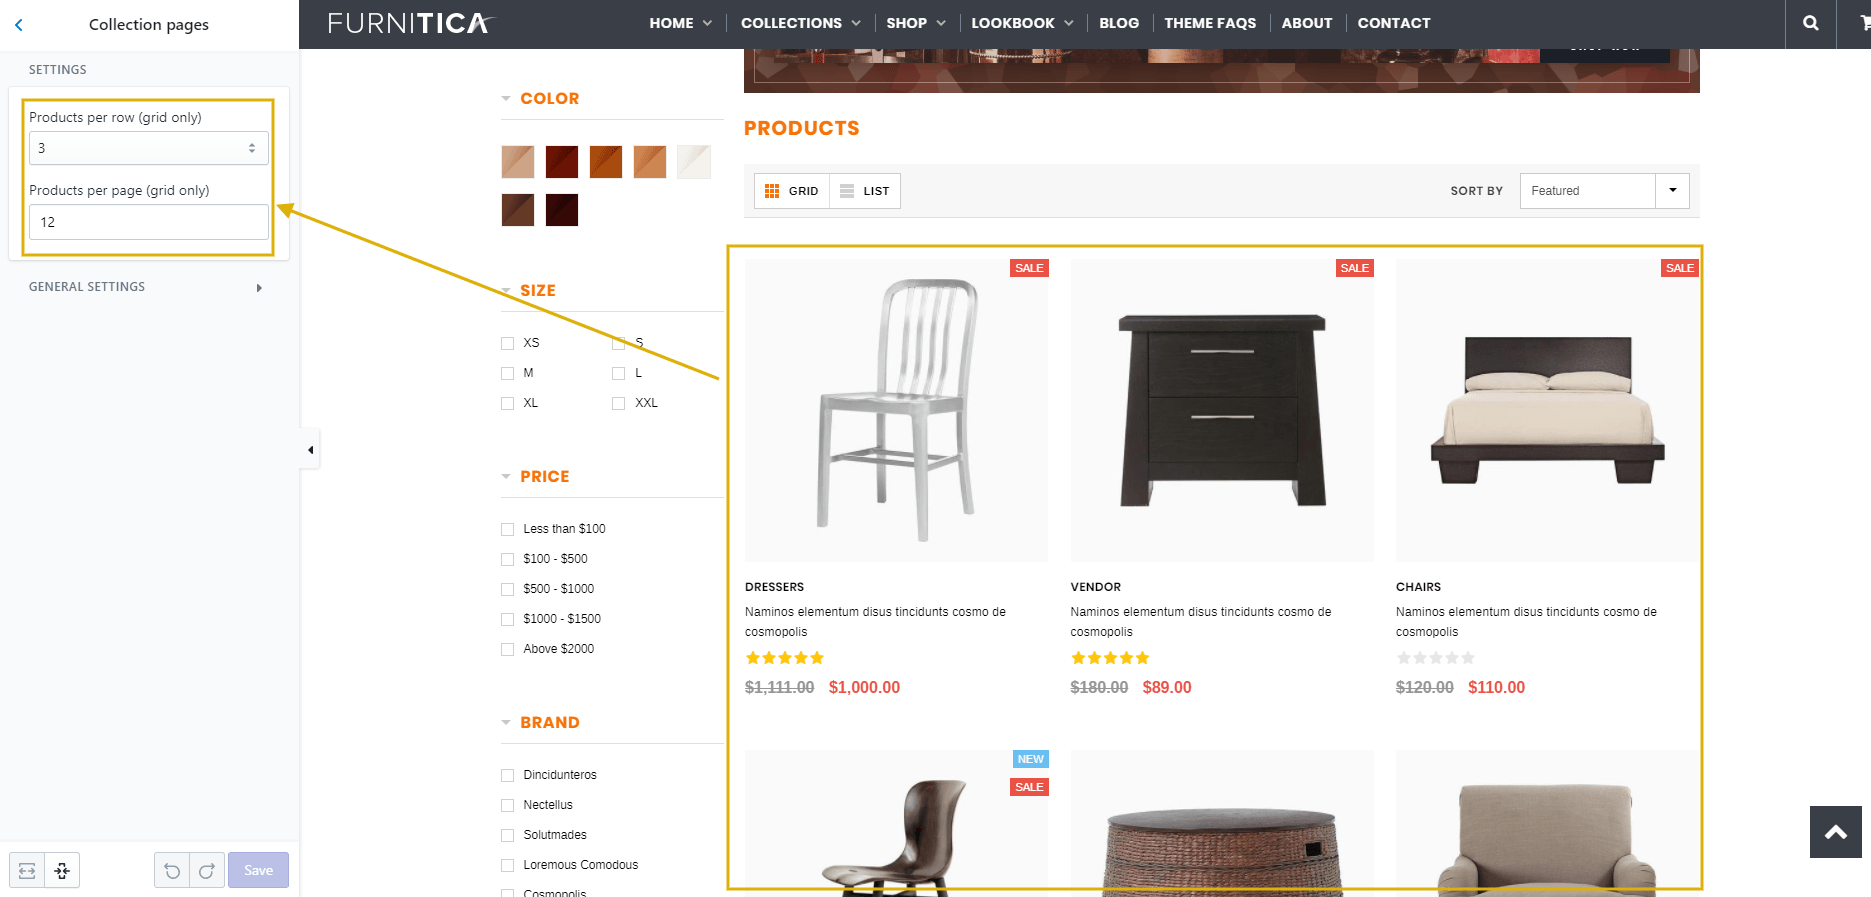 Collection pages
SETTINGS
Products per row (grid only)
3
Products per page (grid only)
12
GENERAL SETTINGS
Save
FURNITICA
HOME
COLLECTIONS
SHOP
LOOKBOOK
BLOG
THEME FAQS
ABOUT
CONTACT
COLOR
SIZE
XS
S
M
L
XL
XXL
PRICE
Less than $100
$100 - $500
$500 - $1000
$1000 - $1500
Above $2000
BRAND
Dincidunteros
Nectellus
Solutmades
Loremous Comodous
Cosmopolis
PRODUCTS
GRID
LIST
SORT BY
Featured
SALE
DRESSERS
Naminos elementum disus tincidunts cosmo de
cosmopolis
$1,111.00 $1,000.00
SALE
VENDOR
Naminos elementum disus tincidunts cosmo de
cosmopolis
$180.00 $89.00
SALE
CHAIRS
Naminos elementum disus tincidunts cosmo de
cosmopolis
$120.00 $110.00
NEW
SALE